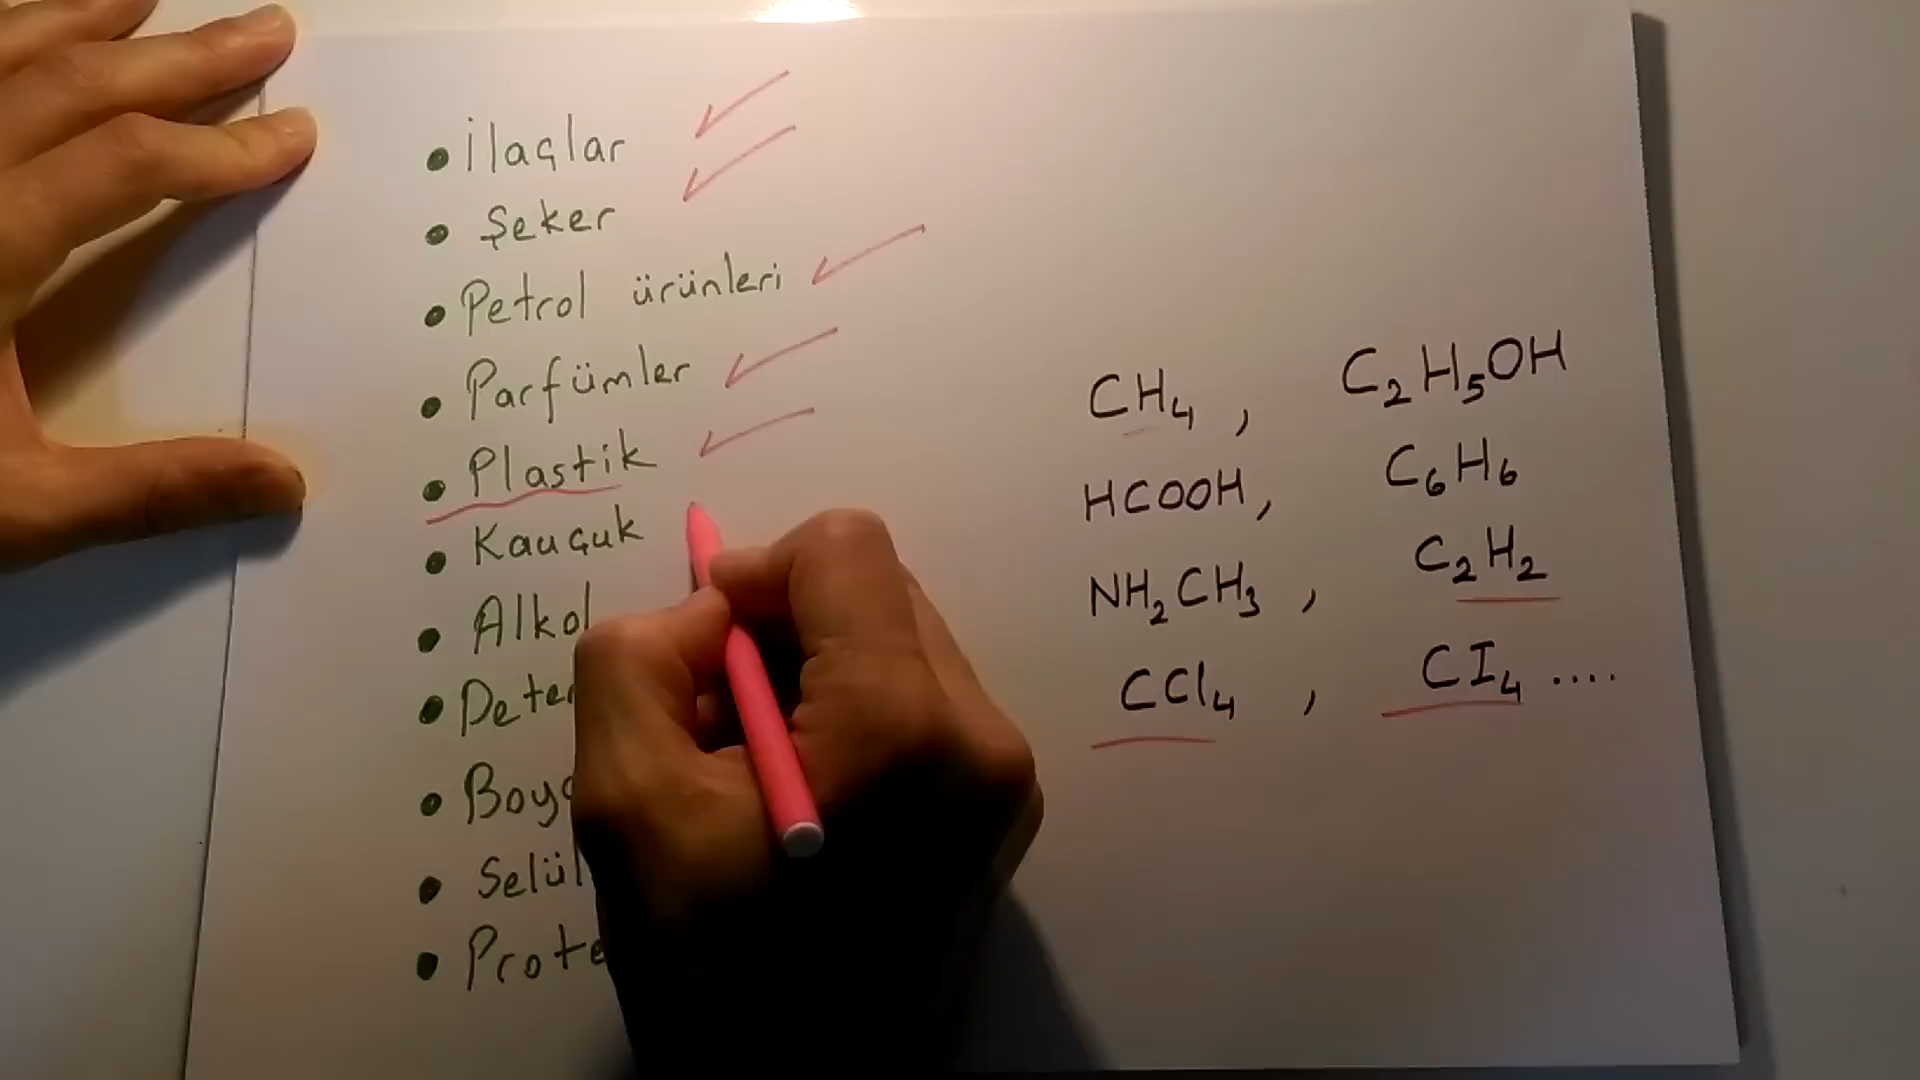 • İlaçlar
• Şeker
• Petrol ürünleri
• Parfümler
• Plastik
• Kauçuk
• Alkol
•
•
•
•
CH₄ , C₂H₅OH
HCOOH, C₆H₆
NH₂CH₃ , C₂H₂
CCl₄ , CI₄ ....